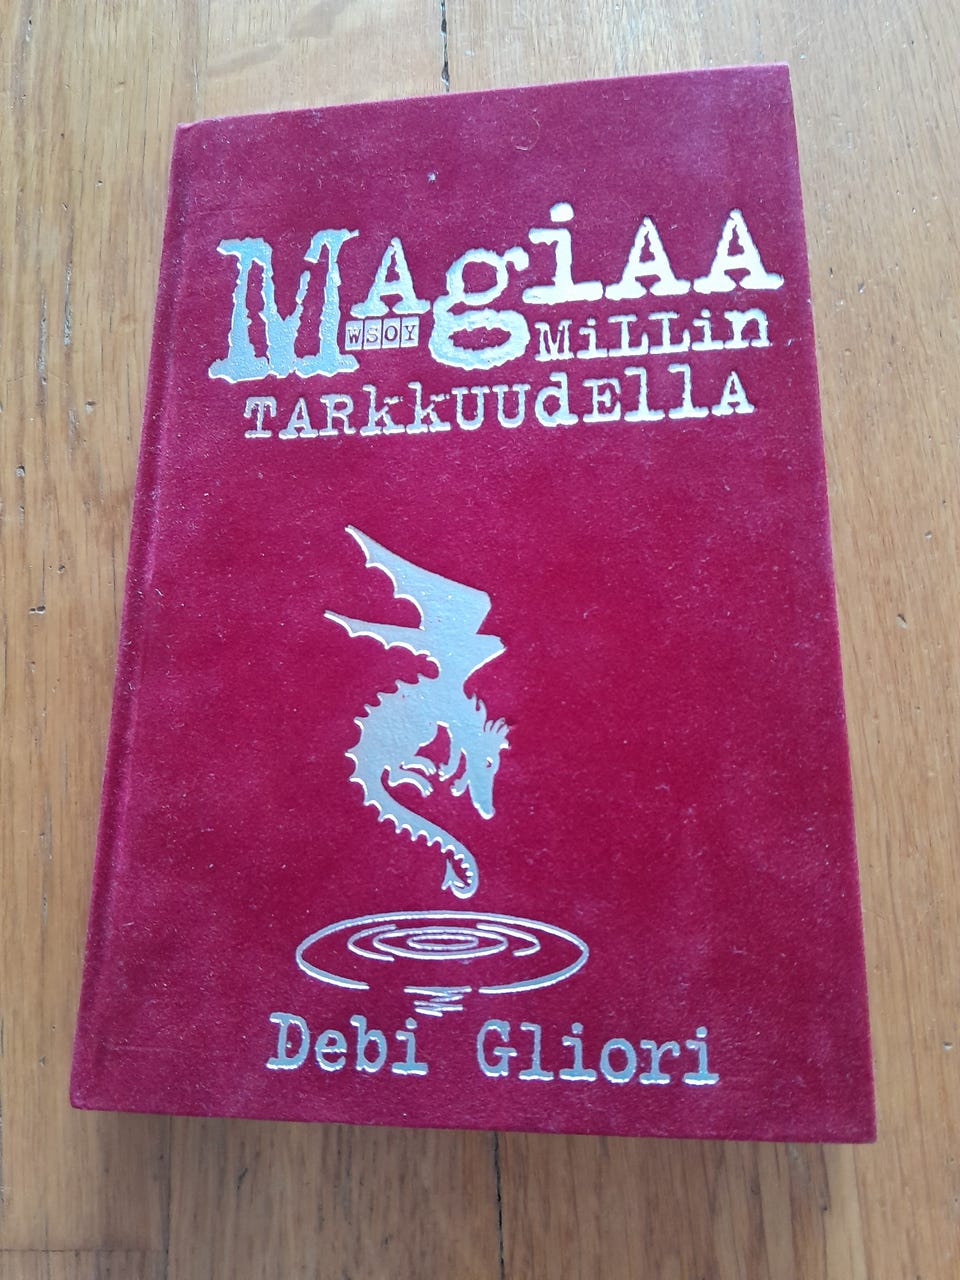 MAgiAA
WSOY MiLLin
TARkkUUdEllA
Debi Gliori